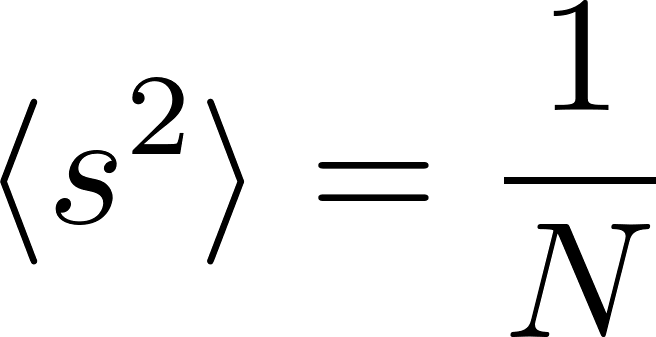 ⟨s²⟩ = 1/N